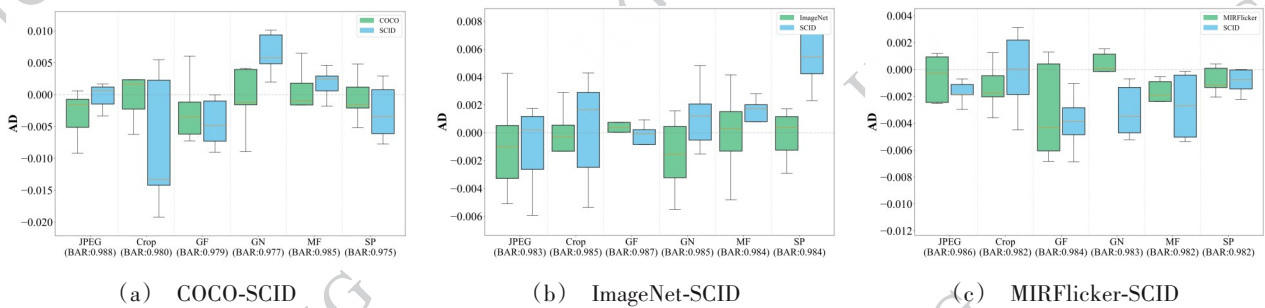 0.010
0.005
0.000
−0.005
−0.010
−0.015
−0.020
AD
COCO
SCID
JPEG Crop GF GN MF SP
(BAR:0.988) (BAR:0.980) (BAR:0.979) (BAR:0.977) (BAR:0.985) (BAR:0.975)
(a) COCO-SCID
0.008
0.006
0.004
0.002
0.000
−0.002
−0.004
−0.006
AD
ImageNet
SCID
JPEG Crop GF GN MF SP
(BAR:0.983) (BAR:0.985) (BAR:0.987) (BAR:0.985) (BAR:0.984) (BAR:0.984)
(b) ImageNet-SCID
0.004
0.002
0.000
−0.002
−0.004
−0.006
−0.008
−0.010
−0.012
AD
MIRFlicker
SCID
JPEG Crop GF GN MF SP
(BAR:0.986) (BAR:0.982) (BAR:0.984) (BAR:0.983) (BAR:0.982) (BAR:0.982)
(c) MIRFlicker-SCID